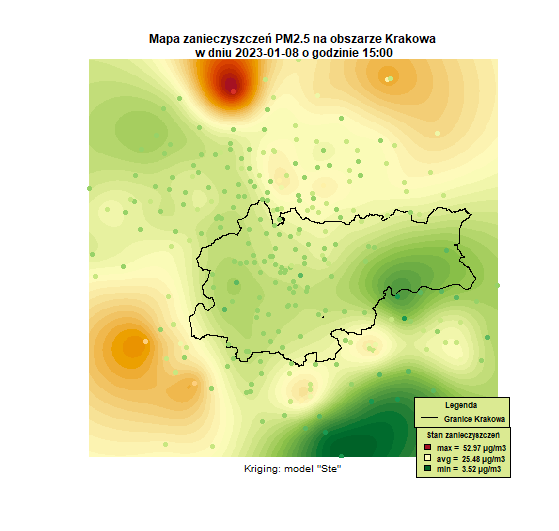 Mapa zanieczyszczeń PM2.5 na obszarze Krakowa
w dniu 2023-01-08 o godzinie 15:00
Legenda
Granice Krakowa
Stan zanieczyszczeń
max = 52.97 µg/m3
avg = 25.48 µg/m3
min = 3.52 µg/m3
Kriging: model "Ste"